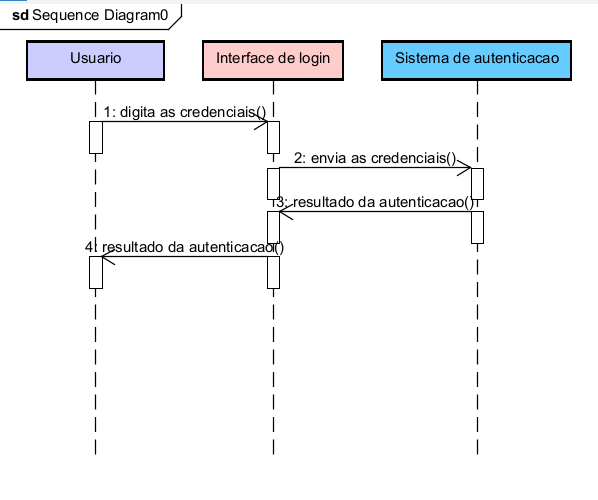 sd Sequence Diagram0
Usuario
Interface de login
Sistema de autenticacao
1: digita as credenciais()
2: envia as credenciais()
3: resultado da autenticacao()
4: resultado da autenticacao()